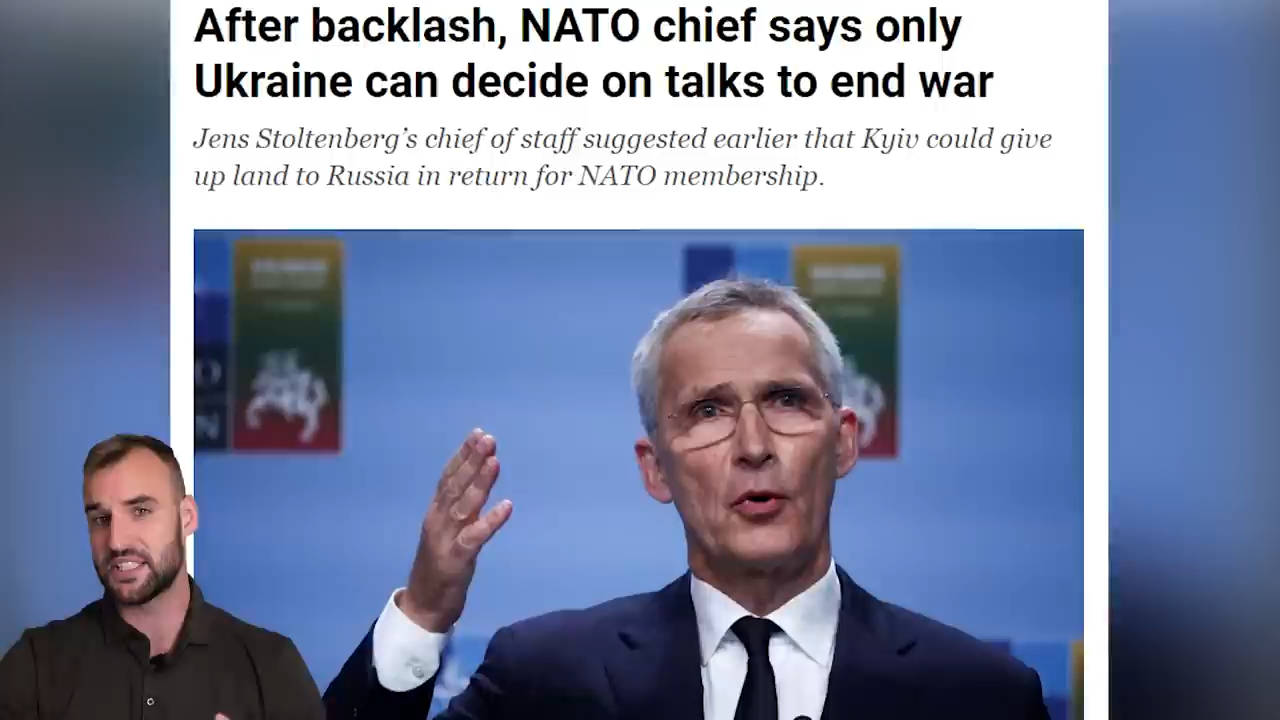 After backlash, NATO chief says only
Ukraine can decide on talks to end war
Jens Stoltenberg’s chief of staff suggested earlier that Kyiv could give
up land to Russia in return for NATO membership.
O
N